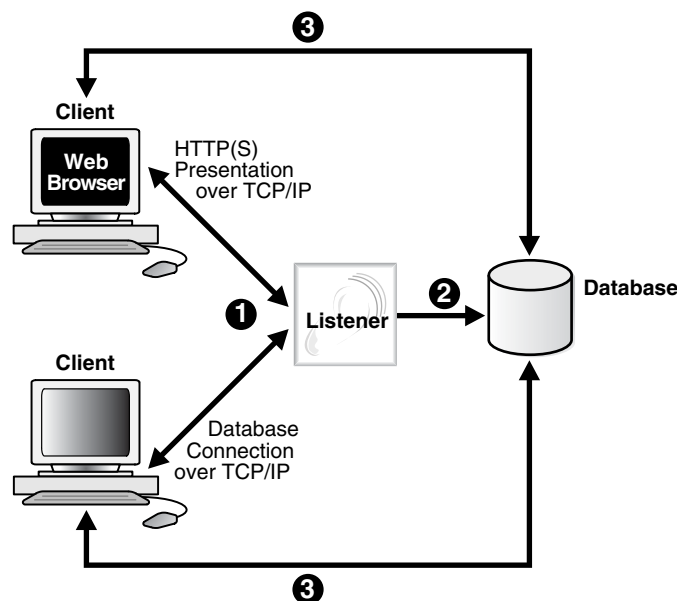 3
Client
Web
Browser
HTTP(S)
Presentation
over TCP/IP
1
Listener
2
Database
Client
Database
Connection
over TCP/IP
3